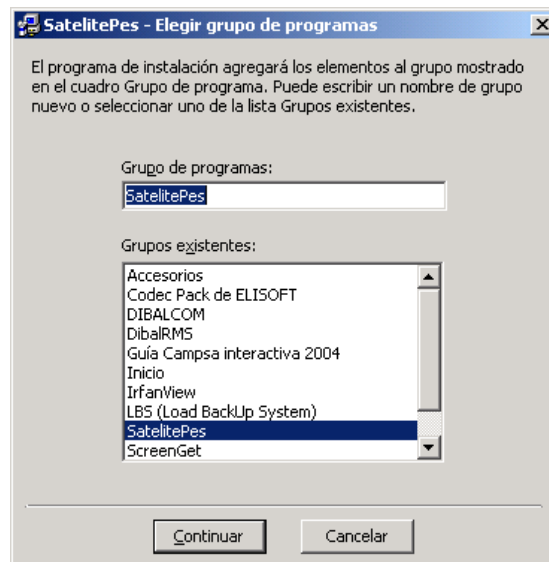 SatelitePes - Elegir grupo de programas
El programa de instalación agregará los elementos al grupo mostrado
en el cuadro Grupo de programa. Puede escribir un nombre de grupo
nuevo o seleccionar uno de la lista Grupos existentes.
Grupo de programas:
SatelitePes
Grupos existentes:
Accesorios
Codec Pack de ELISOFT
DIBALCOM
DibalRMS
Guía Campsa interactiva 2004
Inicio
IrfanView
LBS (Load BackUp System)
SatelitePes
ScreenGet
Continuar
Cancelar